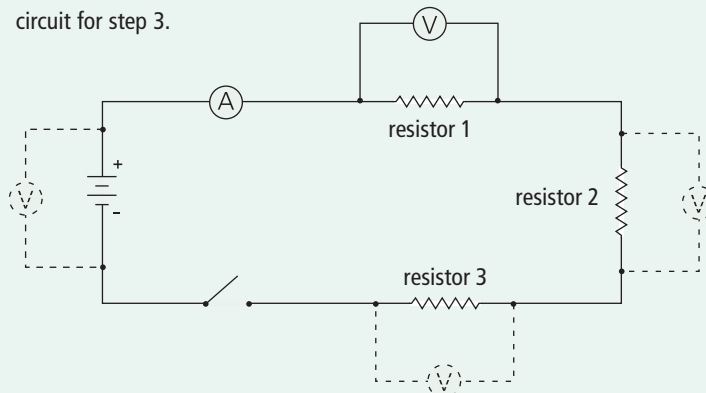 circuit for step 3.
V
A
resistor 1
+
V
-
resistor 2
V
resistor 3
V